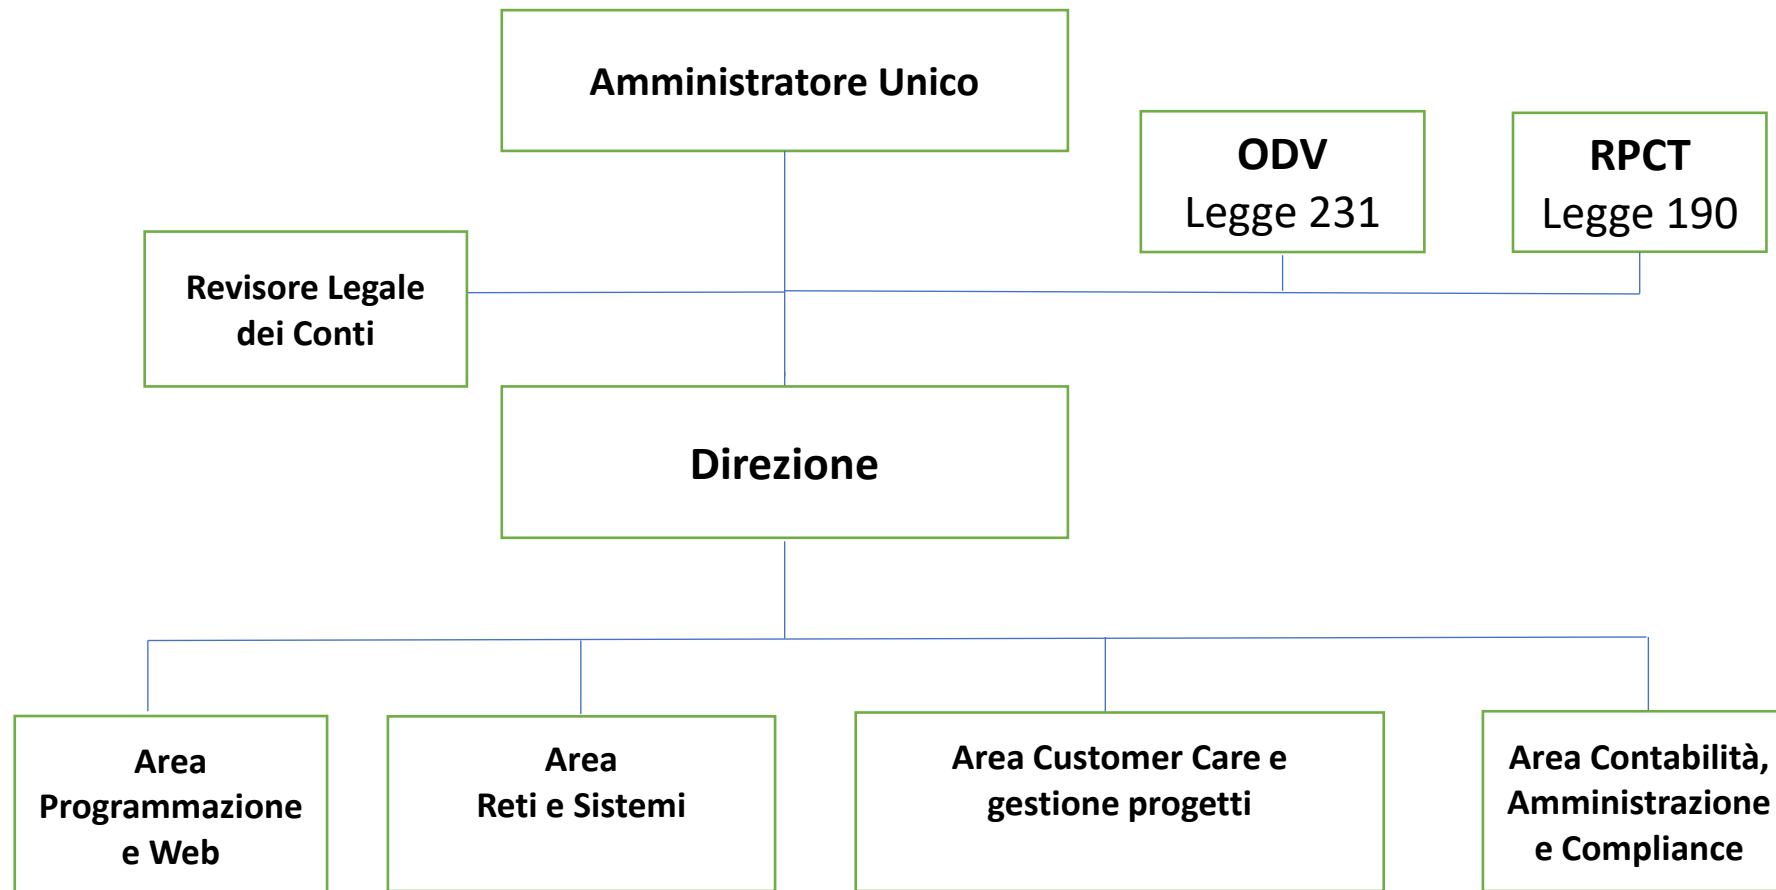 Amministratore Unico
ODV
Legge 231
RPCT
Legge 190
Revisore Legale
dei Conti
Direzione
Area
Programmazione
e Web
Area
Reti e Sistemi
Area Customer Care e
gestione progetti
Area Contabilità,
Amministrazione
e Compliance